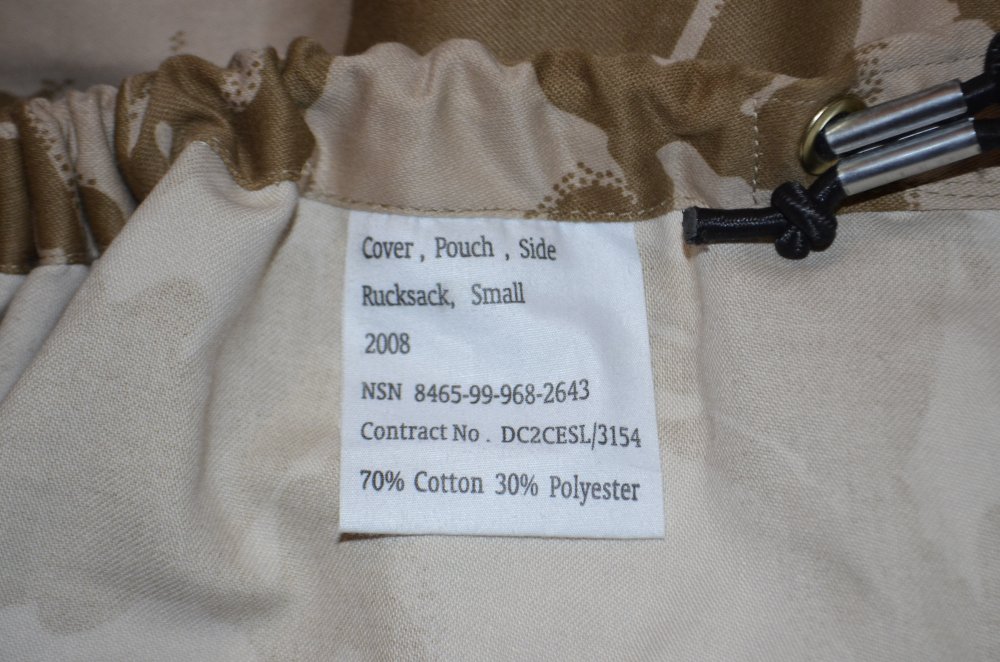 Cover , Pouch , Side
Rucksack, Small
2008
NSN 8465-99-968-2643
Contract No . DC2CESL/3154
70% Cotton 30% Polyester